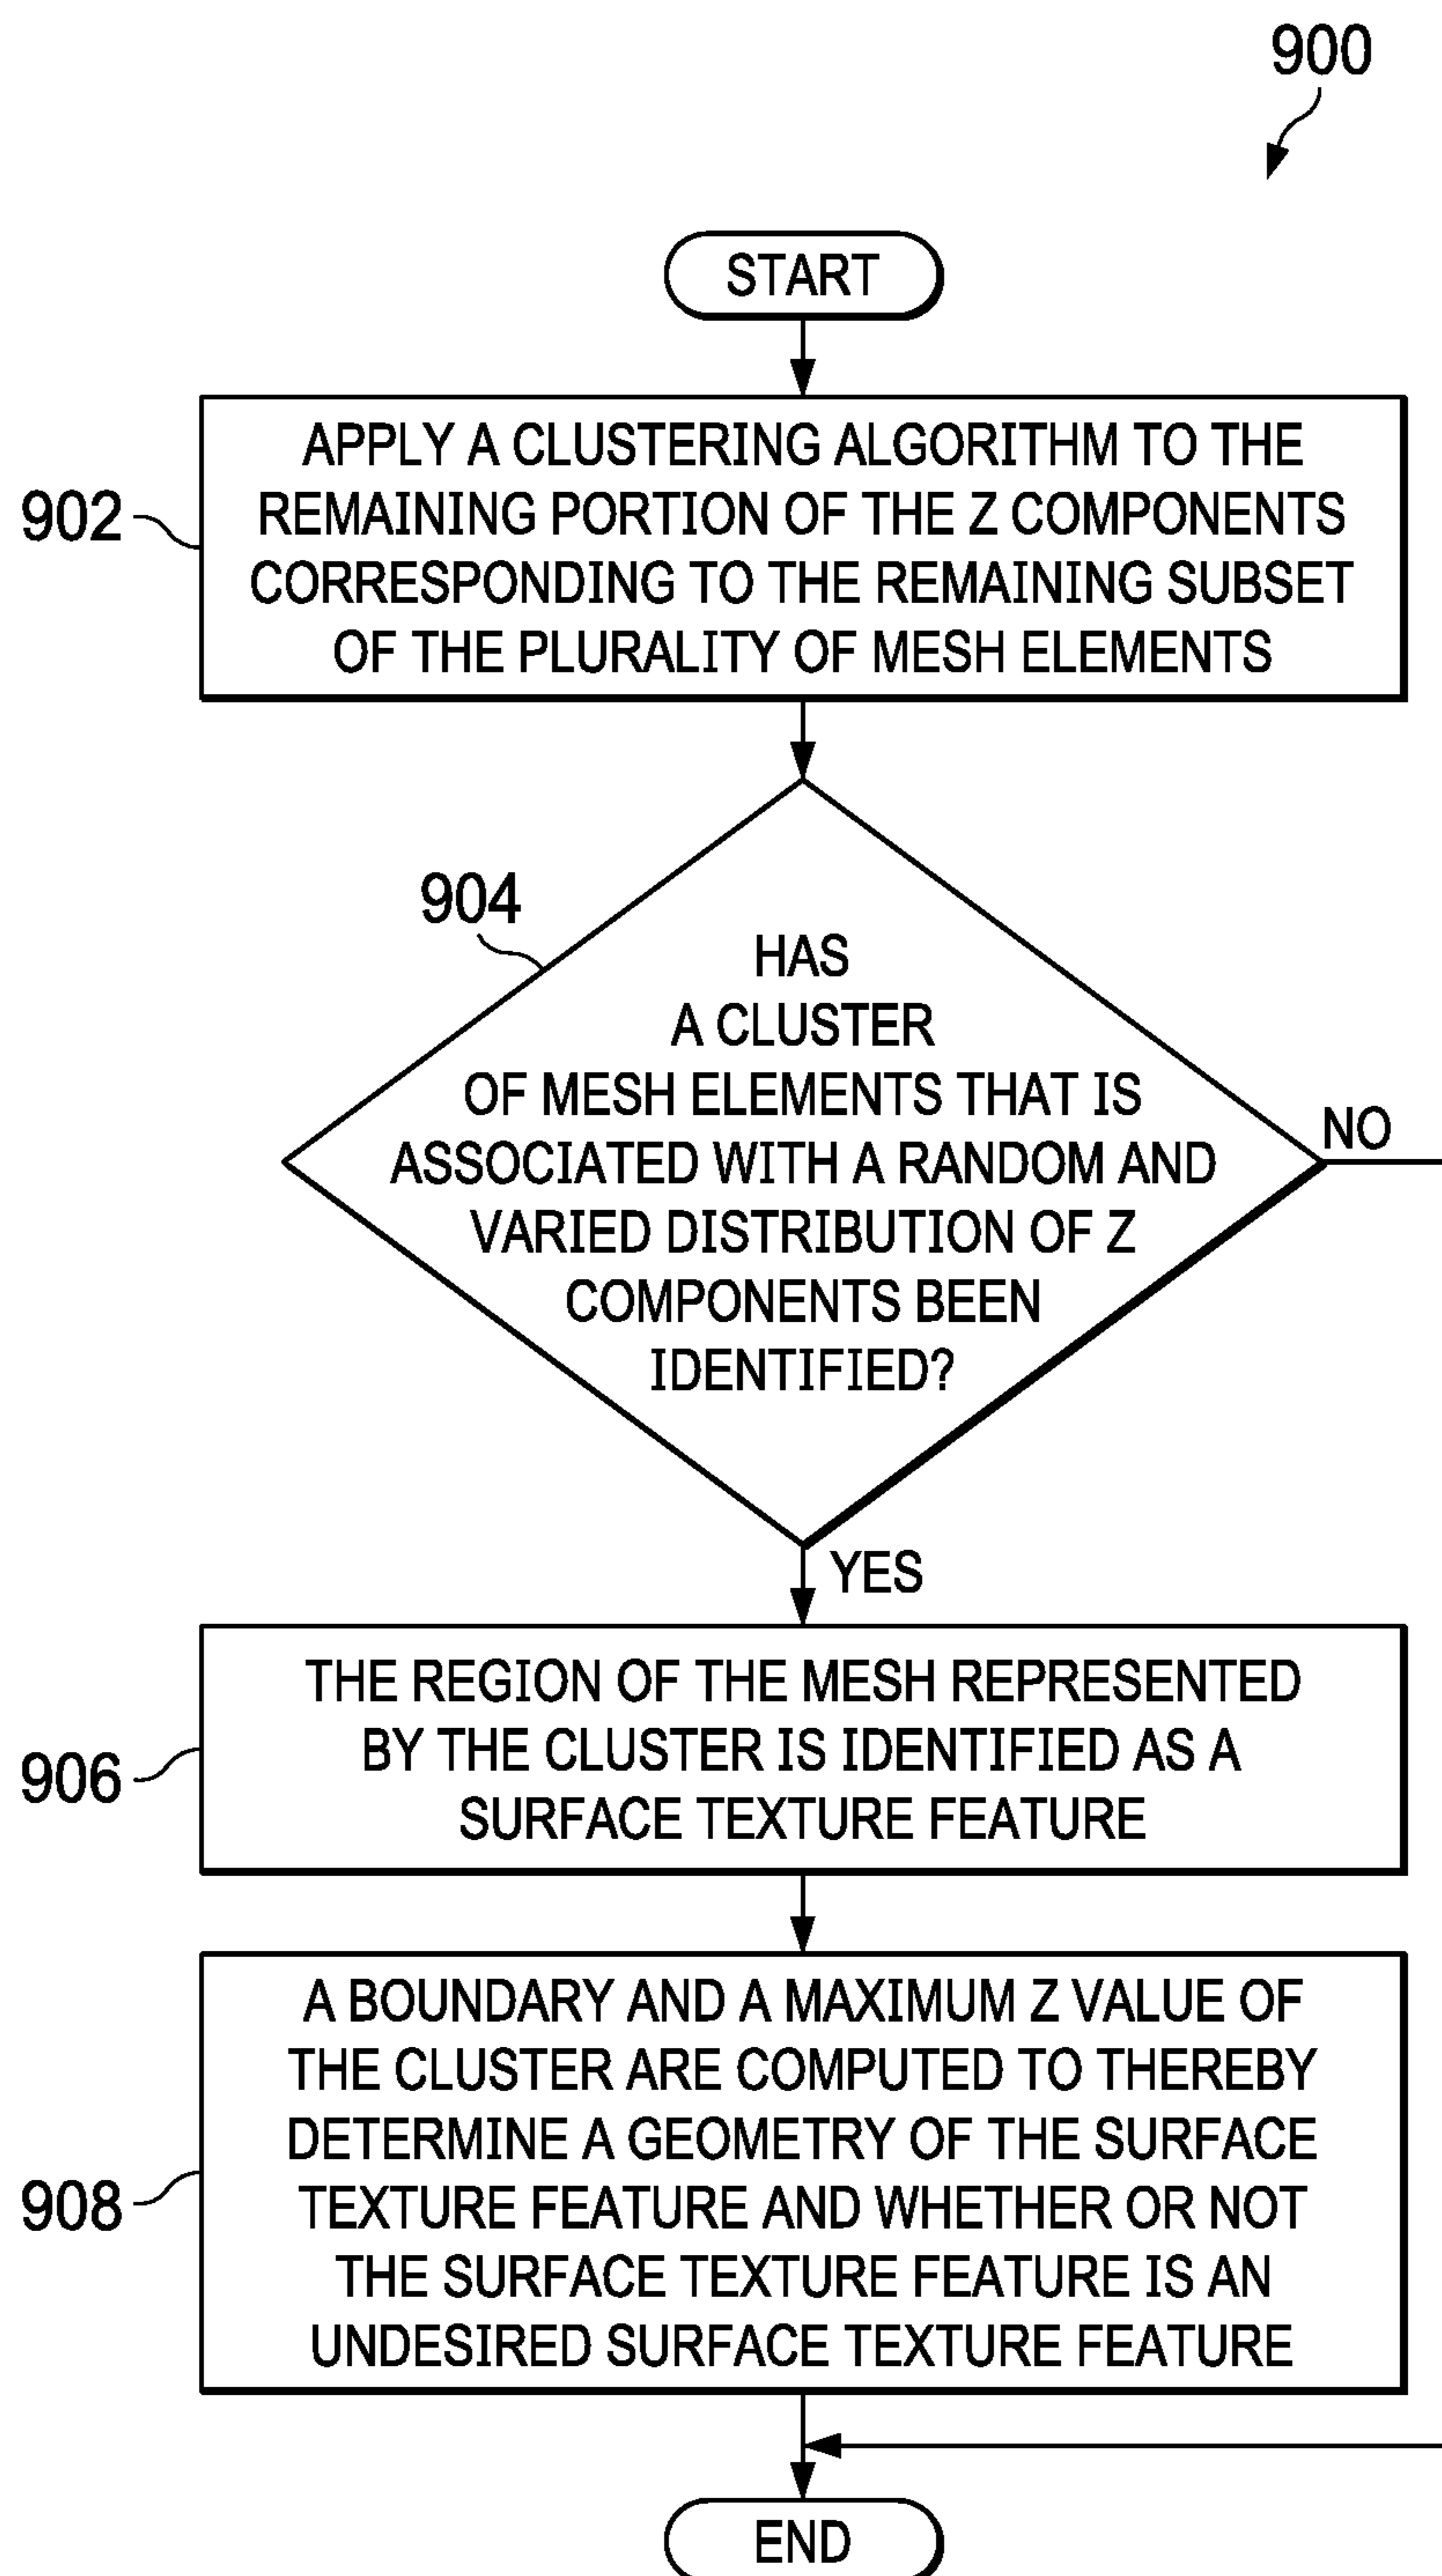 900
START
902
APPLY A CLUSTERING ALGORITHM TO THE
REMAINING PORTION OF THE Z COMPONENTS
CORRESPONDING TO THE REMAINING SUBSET
OF THE PLURALITY OF MESH ELEMENTS
904
HAS
A CLUSTER
OF MESH ELEMENTS THAT IS
ASSOCIATED WITH A RANDOM AND
VARIED DISTRIBUTION OF Z
COMPONENTS BEEN
IDENTIFIED?
NO
YES
906
THE REGION OF THE MESH REPRESENTED
BY THE CLUSTER IS IDENTIFIED AS A
SURFACE TEXTURE FEATURE
908
A BOUNDARY AND A MAXIMUM Z VALUE OF
THE CLUSTER ARE COMPUTED TO THEREBY
DETERMINE A GEOMETRY OF THE SURFACE
TEXTURE FEATURE AND WHETHER OR NOT
THE SURFACE TEXTURE FEATURE IS AN
UNDESIRED SURFACE TEXTURE FEATURE
END